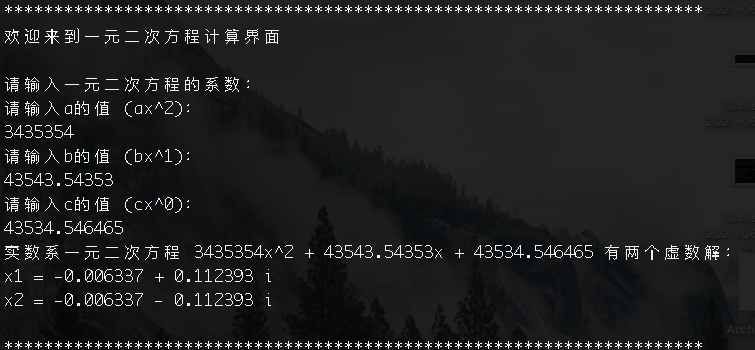 **********************************************************************
欢迎来到一元二次方程计算界面
请输入一元二次方程的系数:
请输入a的值 (ax^2):
3435354
请输入b的值 (bx^1):
43543.54353
请输入c的值 (cx^0):
43534.546465
实数系一元二次方程 3435354x^2 + 43543.54353x + 43534.546465 有两个虚数解:
x1 = -0.006337 + 0.112393 i
x2 = -0.006337 - 0.112393 i
**********************************************************************